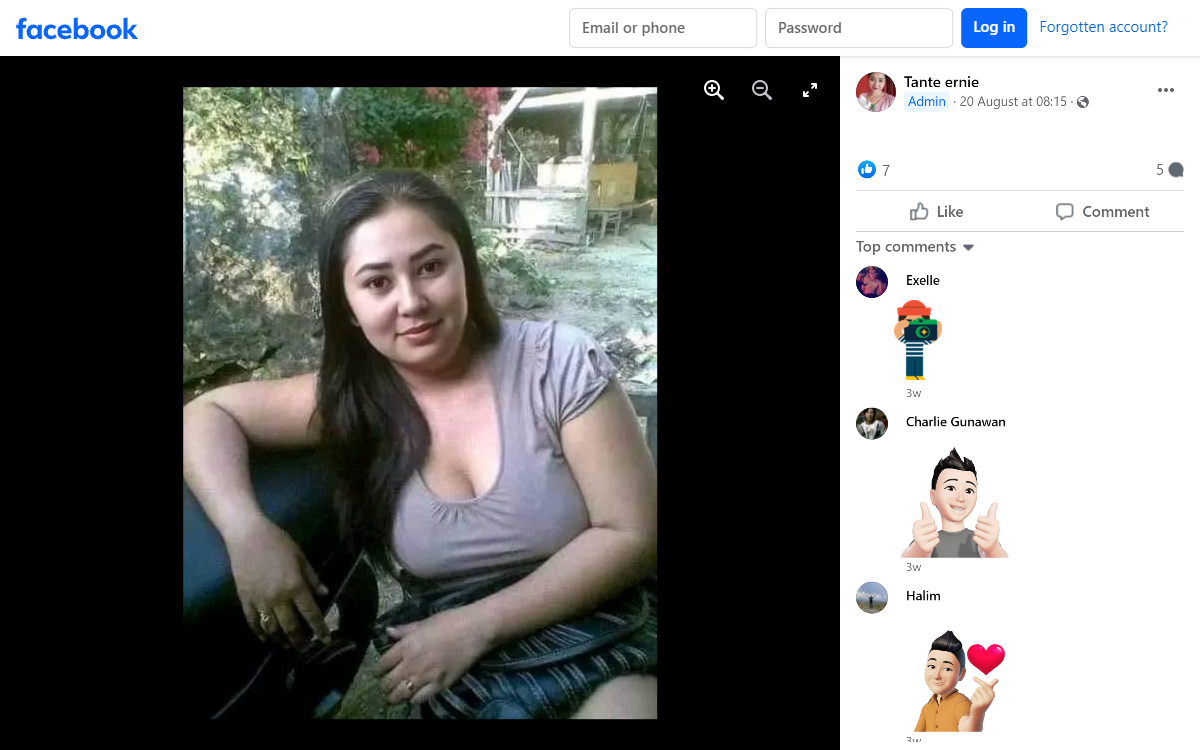 facebook
Email or phone
Password
Log in
Forgotten account?
Tante ernie
Admin · 20 August at 08:15 ·
7
5
Like
Comment
Top comments
Exelle
3w
Charlie Gunawan
3w
Halim
3w